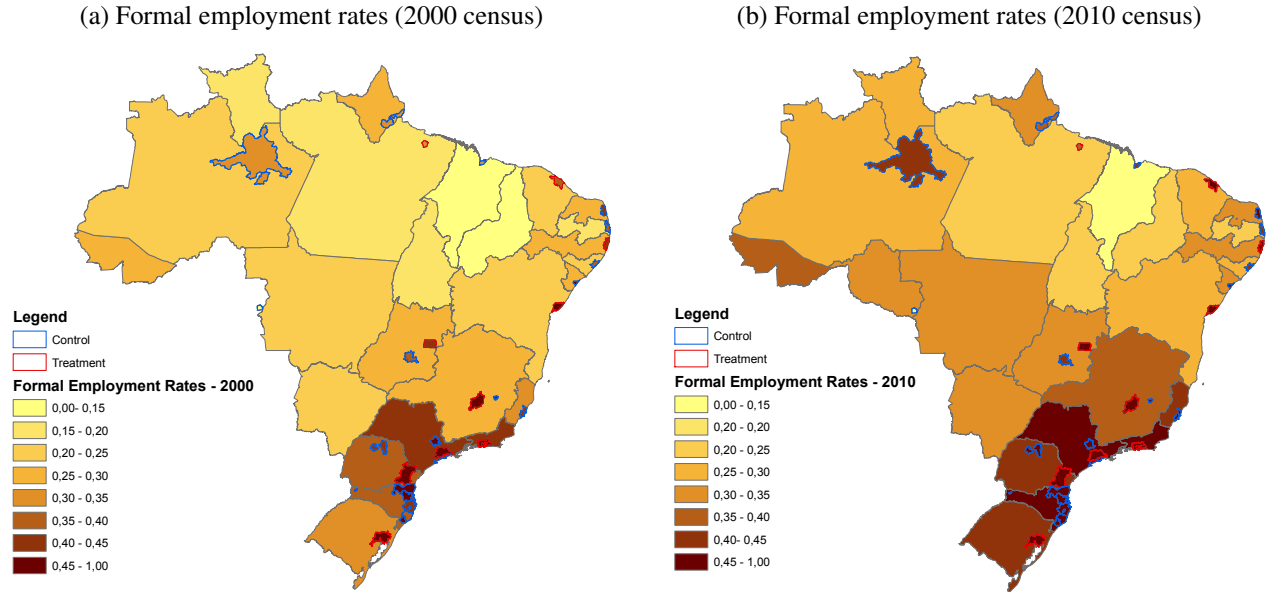 (a) Formal employment rates (2000 census)
Legend
Control
Treatment
Formal Employment Rates - 2000
0,00- 0,15
0,15 - 0,20
0,20 - 0,25
0,25 - 0,30
0,30 - 0,35
0,35 - 0,40
0,40 - 0,45
0,45 - 1,00
(b) Formal employment rates (2010 census)
Legend
Control
Treatment
Formal Employment Rates - 2010
0,00 - 0,15
0,20 - 0,20
0,20 - 0,25
0,25 - 0,30
0,30 - 0,35
0,35 - 0,40
0,40- 0,45
0,45 - 1,00